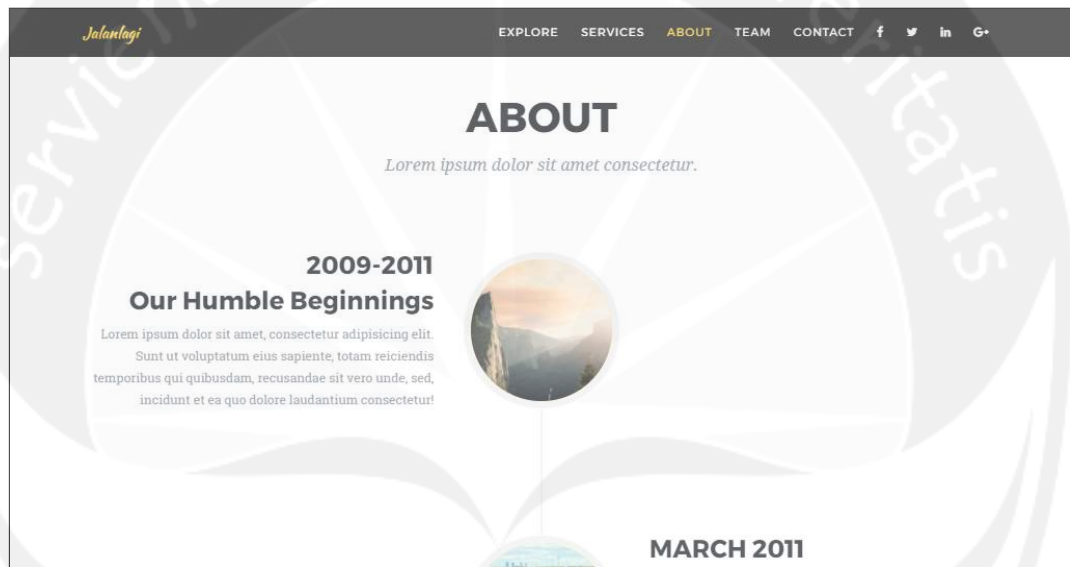 Jalanlagi EXPLORE SERVICES ABOUT TEAM CONTACT f in G+
ABOUT
Lorem ipsum dolor sit amet consectetur.
2009-2011
Our Humble Beginnings
Lorem ipsum dolor sit amet, consectetur adipisicing elit.
Sunt ut voluptatum eius sapiente, totam reiciendis
temporibus qui quibusdam, recusandae sit vero unde, sed,
incidunt et ea quo dolore laudantium consectetur!
MARCH 2011